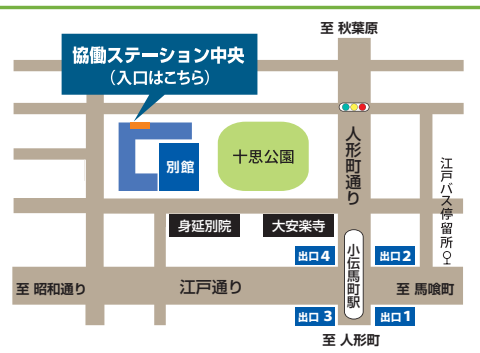 至 秋葉原
協働ステーション中央
（入口はこちら）
人形町通り
十思公園
別館
江戸バス停留所
身延別院
大安楽寺
小伝馬町駅
出口4
出口2
至 昭和通り
江戸通り
至 馬喰町
出口 3
出口1
至 人形町